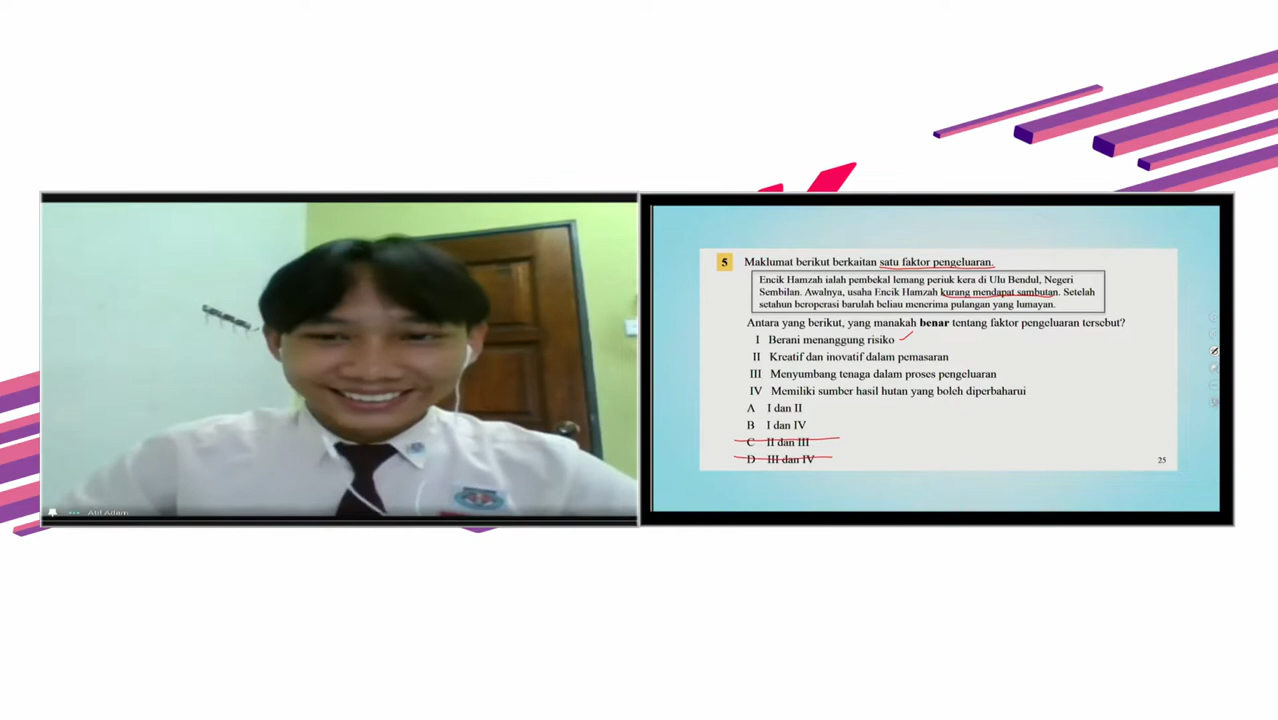 Atif Adam
5 Maklumat berikut berkaitan satu faktor pengeluaran.
Encik Hamzah ialah pembekal lemang periuk kera di Ulu Bendul, Negeri
Sembilan. Awalnya, usaha Encik Hamzah kurang mendapat sambutan. Setelah
setahun beroperasi barulah beliau menerima pulangan yang lumayan.
Antara yang berikut, yang manakah benar tentang faktor pengeluaran tersebut?
I Berani menanggung risiko
II Kreatif dan inovatif dalam pemasaran
III Menyumbang tenaga dalam proses pengeluaran
IV Memiliki sumber hasil hutan yang boleh diperbaharui
A I dan II
B I dan IV
C II dan III
D III dan IV
25